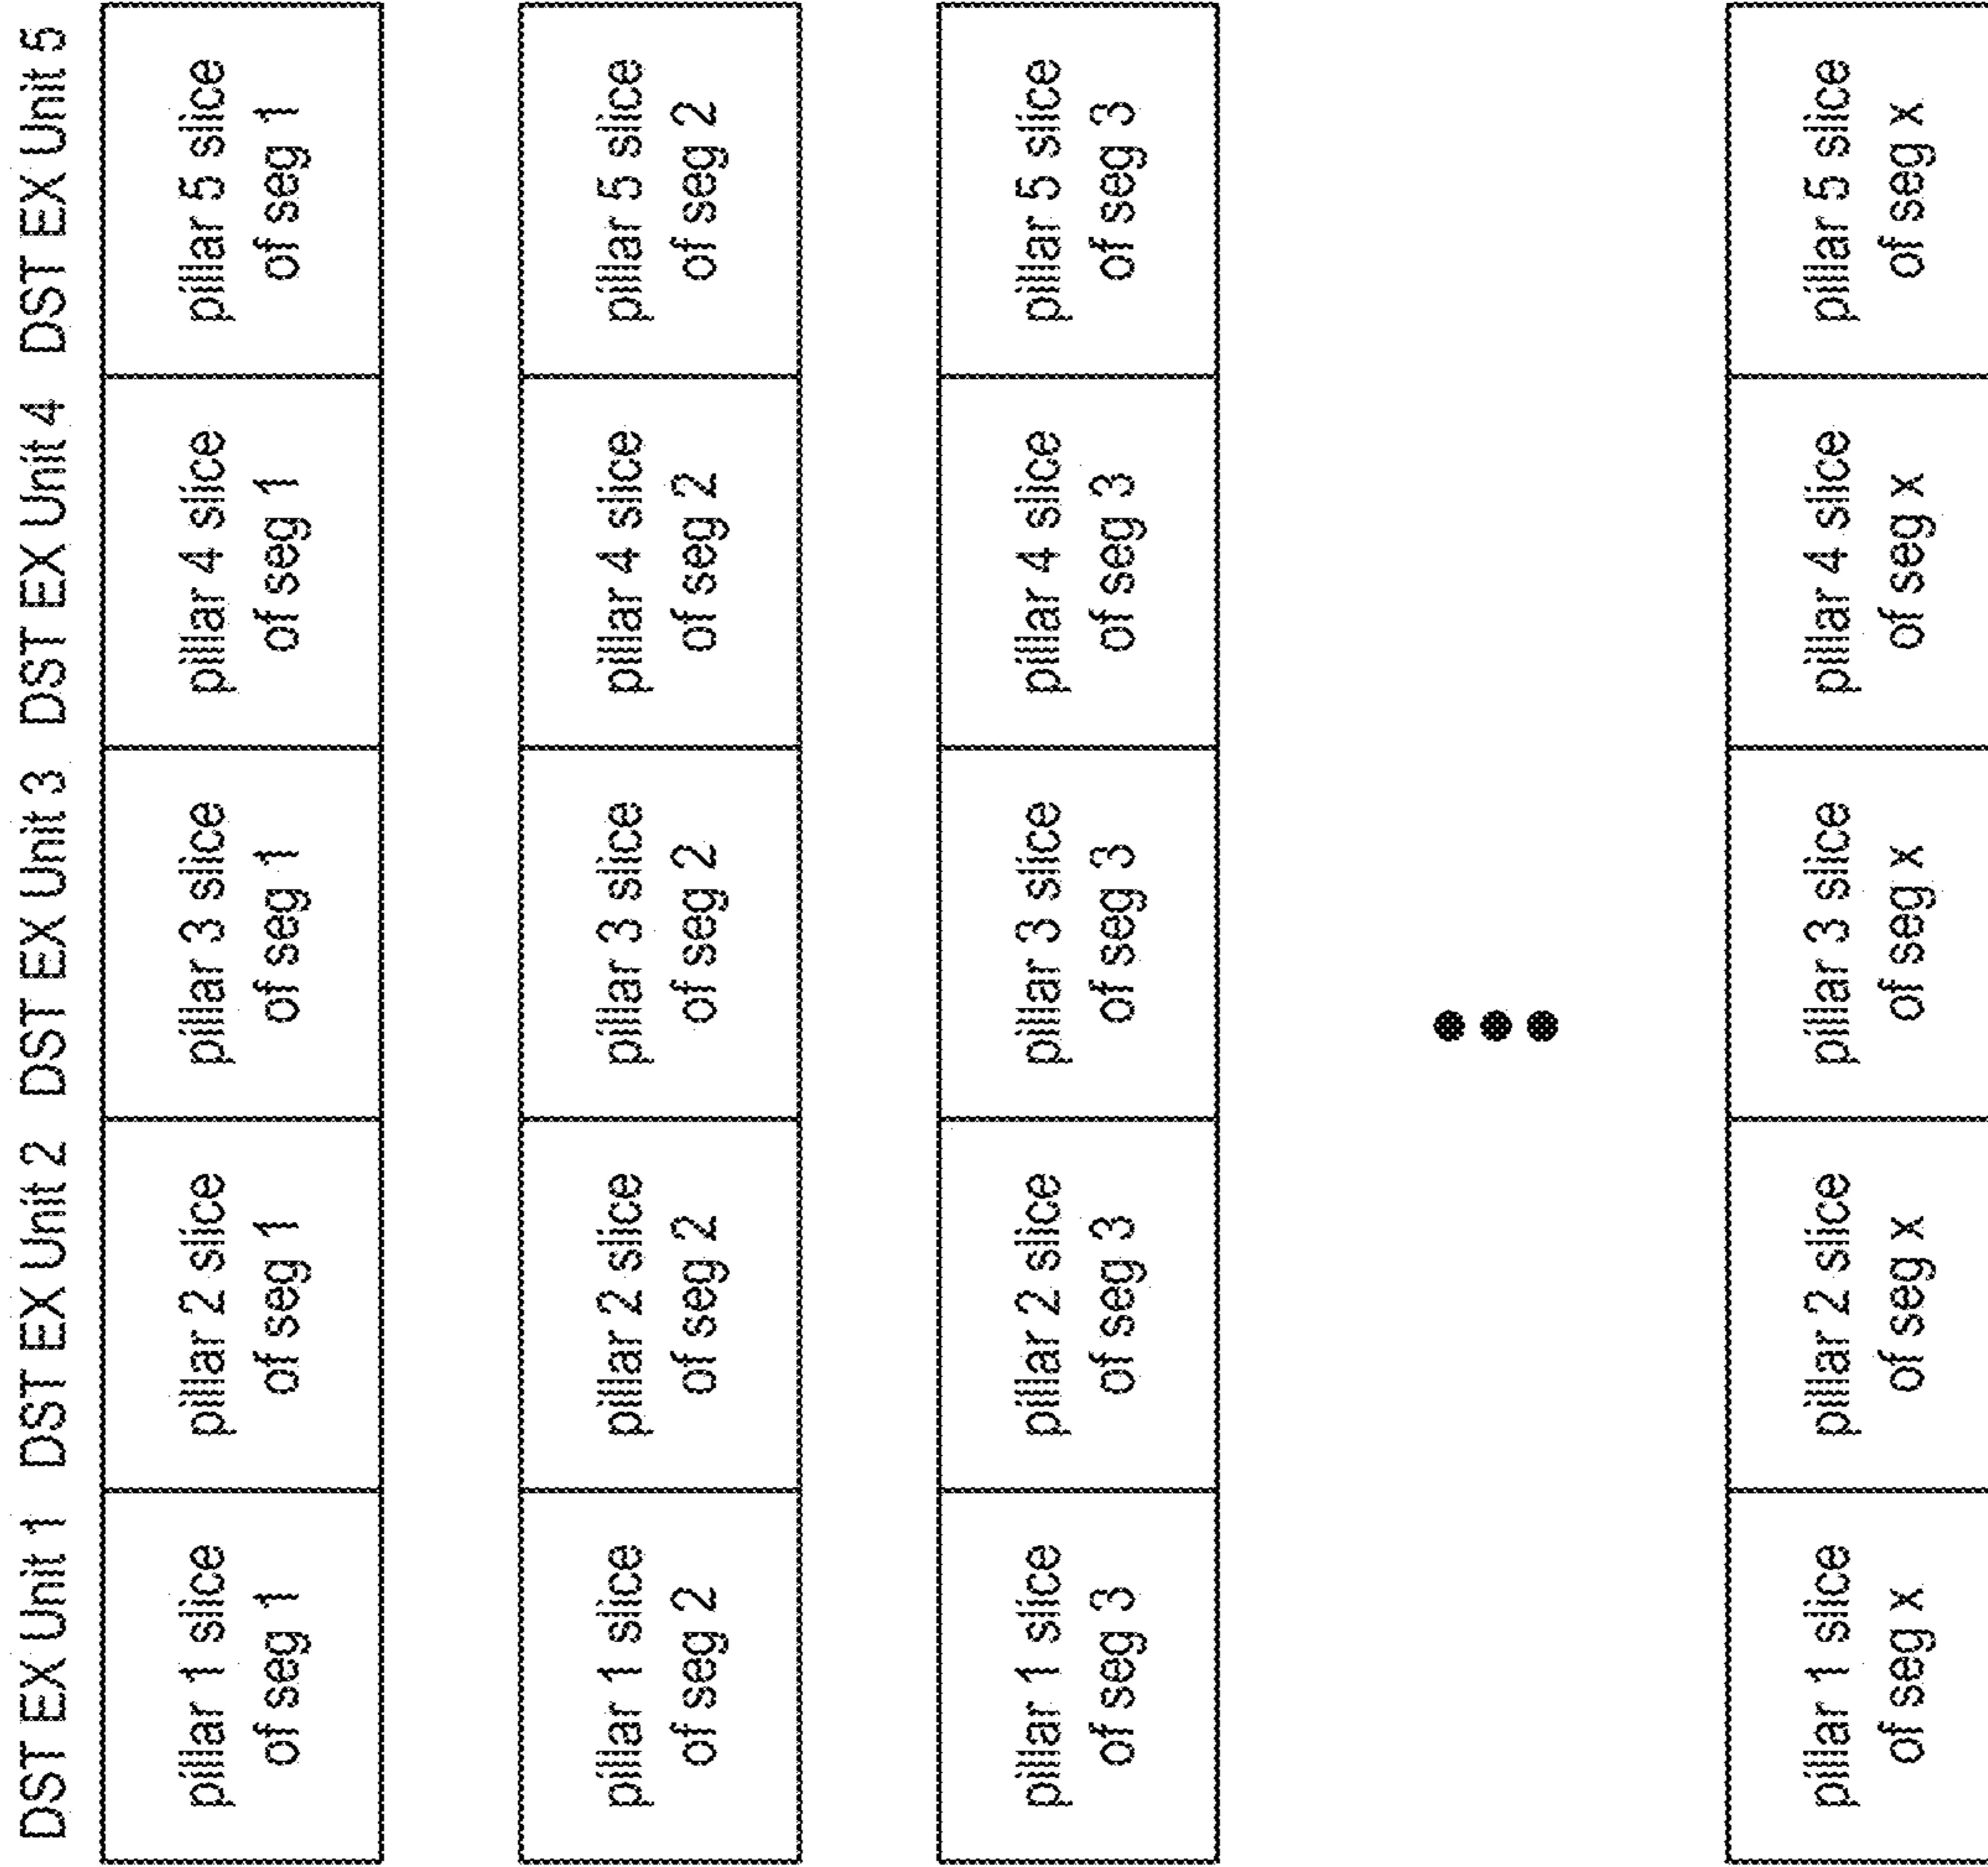 DST EX Unit 1 DST EX Unit 2 DST EX Unit 3 DST EX Unit 4 DST EX Unit 5
pillar 1 slice
of seg 1
pillar 2 slice
of seg 1
pillar 3 slice
of seg 1
pillar 4 slice
of seg 1
pillar 5 slice
of seg 1
pillar 1 slice
of seg 2
pillar 2 slice
of seg 2
pillar 3 slice
of seg 2
pillar 4 slice
of seg 2
pillar 5 slice
of seg 2
pillar 1 slice
of seg 3
pillar 2 slice
of seg 3
pillar 3 slice
of seg 3
pillar 4 slice
of seg 3
pillar 5 slice
of seg 3
pillar 1 slice
of seg x
pillar 2 slice
of seg x
pillar 3 slice
of seg x
pillar 4 slice
of seg x
pillar 5 slice
of seg x